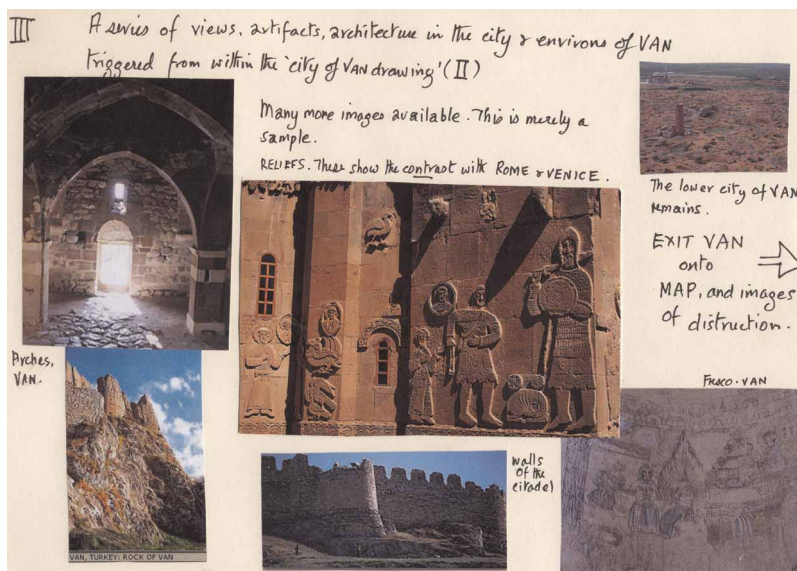 III
A series of views, artifacts, architecture in the city & environs of VAN
triggered from within the 'city of VAN drawing' (II)
Many more images available. This is merely a
sample.
RELIEFS. These show the contrast with ROME & VENICE.
The lower city of VAN
remains.
EXIT VAN
onto
MAP, and images
of distruction.
Arches,
VAN.
Fresco. VAN
walls
of the
citadel
VAN, TURKEY: ROCK OF VAN